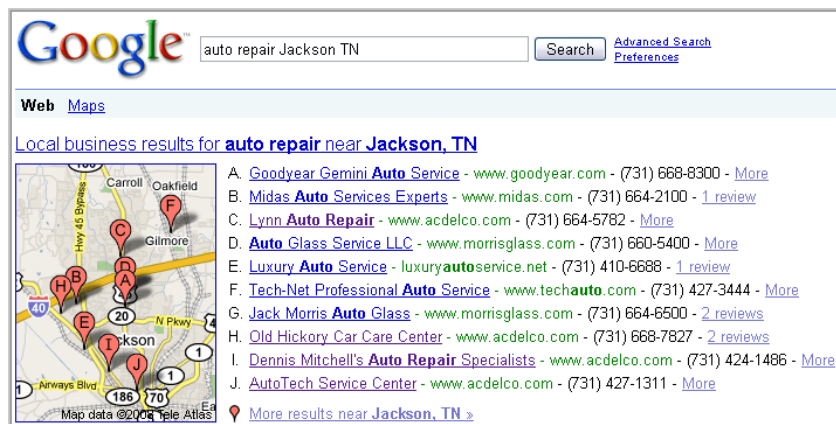 Google™
auto repair Jackson TN
Search
Advanced Search
Preferences
Web Maps
Local business results for auto repair near Jackson, TN
A. Goodyear Gemini Auto Service - www.goodyear.com - (731) 668-8300 - More
B. Midas Auto Services Experts - www.midas.com - (731) 664-2100 - 1 review
C. Lynn Auto Repair - www.acdelco.com - (731) 664-5782 - More
D. Auto Glass Service LLC - www.morrisglass.com - (731) 660-5400 - More
E. Luxury Auto Service - luxuryautoservice.net - (731) 410-6688 - 1 review
F. Tech-Net Professional Auto Service - www.techauto.com - (731) 427-3444 - More
G. Jack Morris Auto Glass - www.morrisglass.com - (731) 664-6500 - 2 reviews
H. Old Hickory Car Care Center - www.acdelco.com - (731) 668-7827 - 2 reviews
I. Dennis Mitchell's Auto Repair Specialists - www.acdelco.com - (731) 424-1486 - More
J. AutoTech Service Center - www.acdelco.com - (731) 427-1311 - More
More results near Jackson, TN »
Carroll Oakfield
Hwy 45 Bypass
F
Gilmore
C
D
A
H B
40
20
E
N Pkwy
I
kson
1
J
1
1
Airways Blvd
186 70
Map data ©2008 Tele Atlas